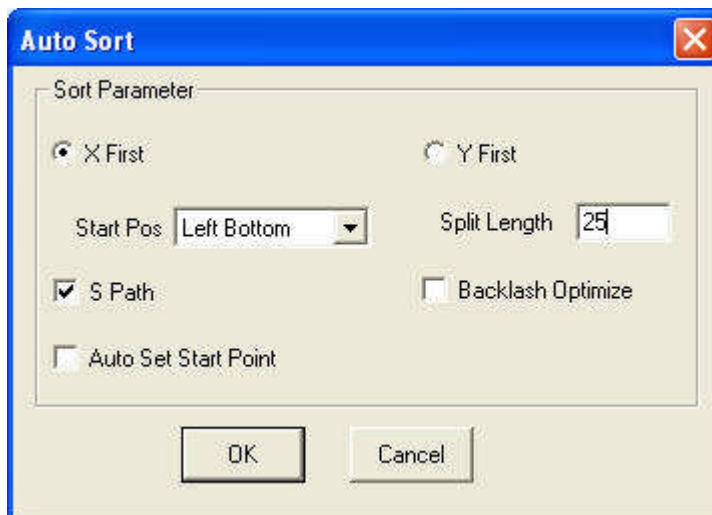 Auto Sort
Sort Parameter
X First Y First
Start Pos Left Bottom Split Length 25
S Path Backlash Optimize
Auto Set Start Point
OK Cancel